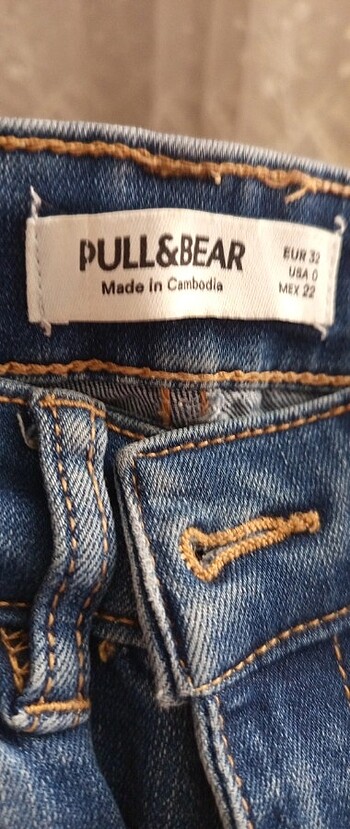 PULL&BEAR
Made in Cambodia
EUR 32
USA 0
MEX 22